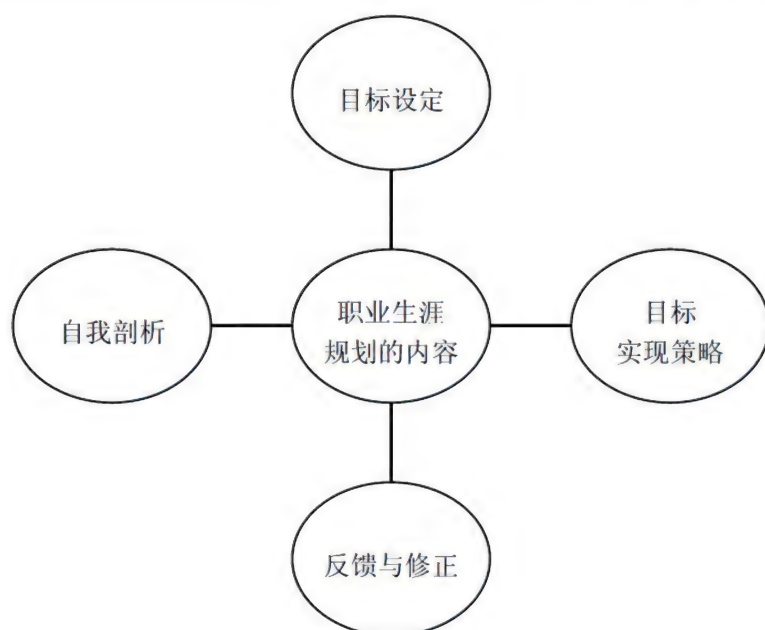 目标设定
自我剖析
职业生涯
规划的内容
目标
实现策略
反馈与修正